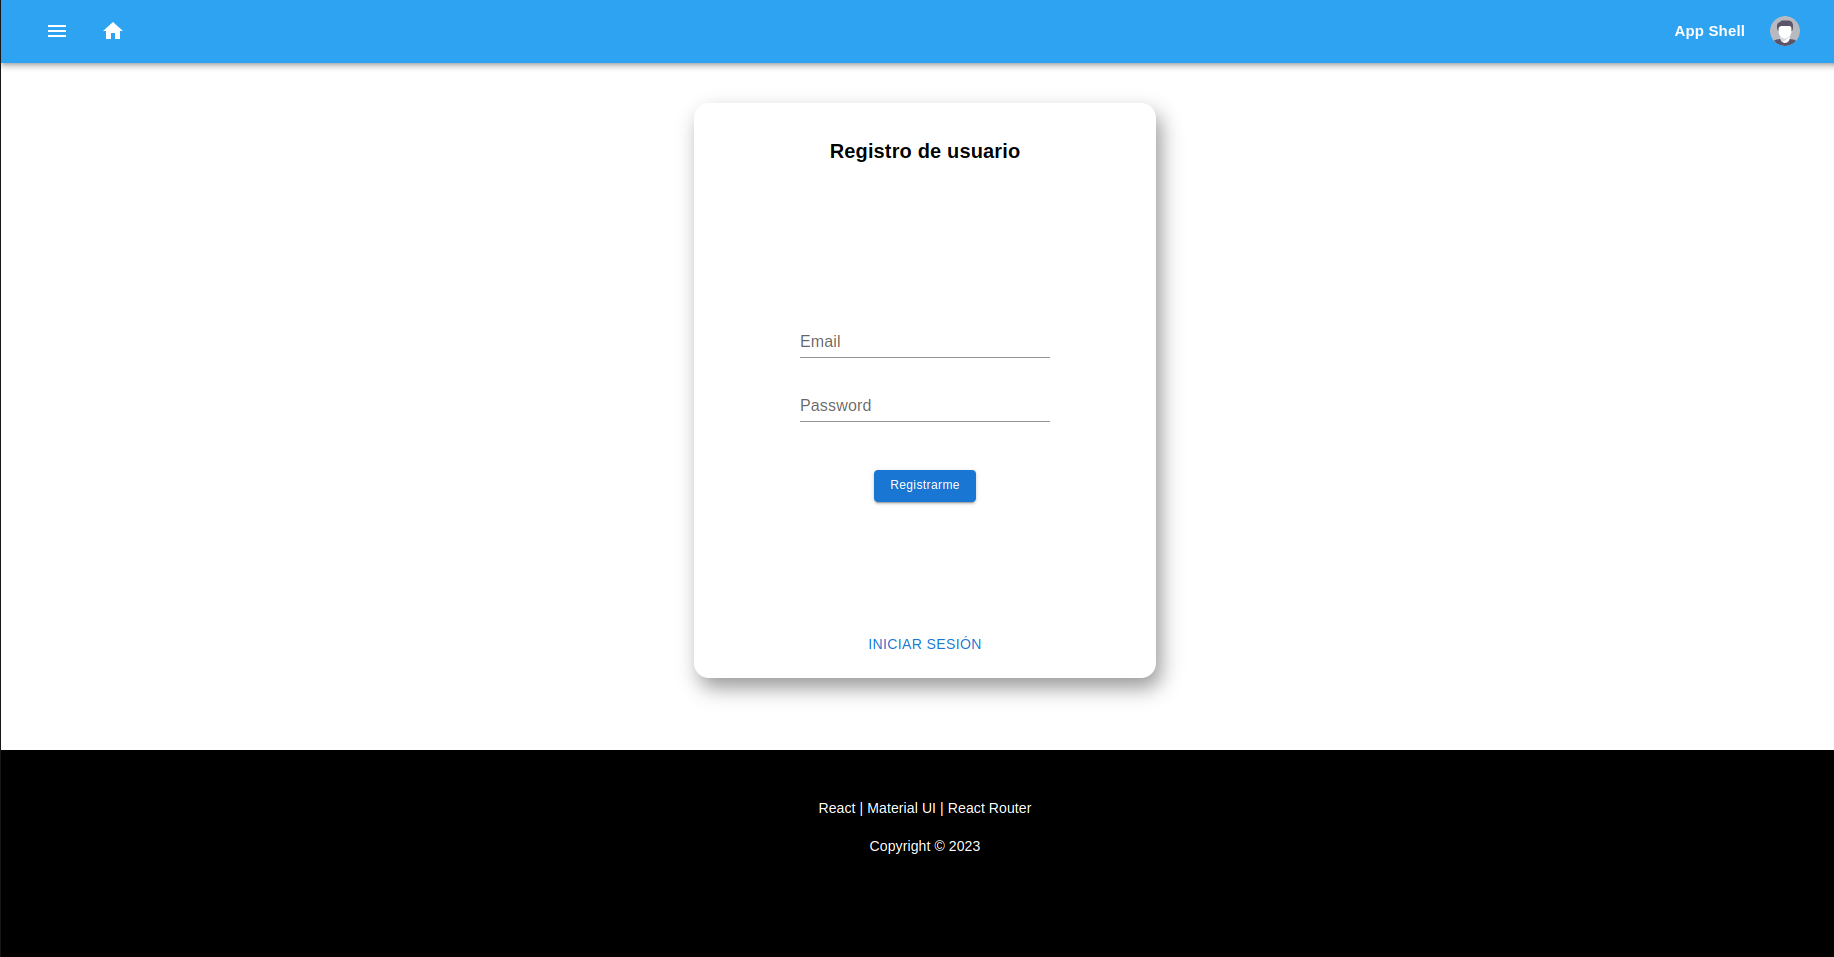 App Shell
Registro de usuario
Email
Password
Registrarme
INICIAR SESIÓN
React | Material UI | React Router
Copyright © 2023